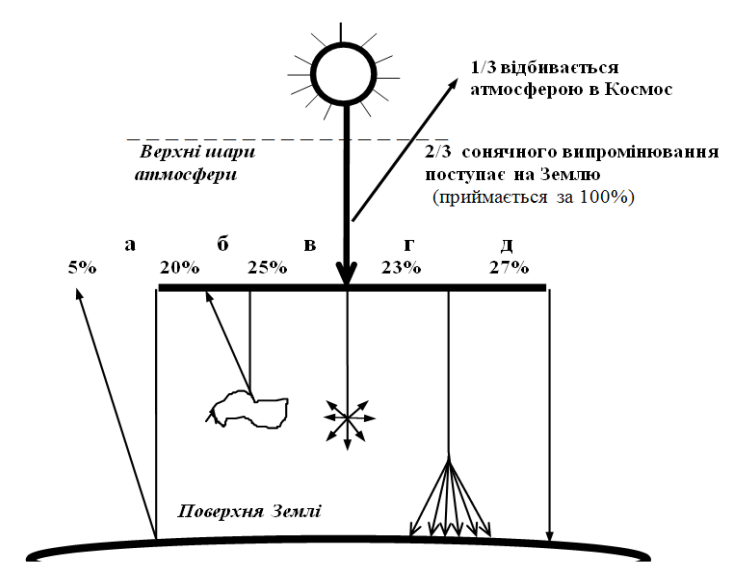 1/3 відбивається
атмосферою в Космос
Верхні шари
атмосфери
2/3 сонячного випромінювання
поступає на Землю
(приймається за 100%)
а б в г д
5% 20% 25% 23% 27%
Поверхня Землі